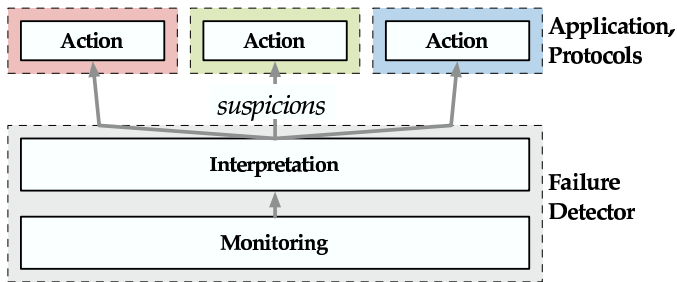 Action
Action
Action
Application,
Protocols
suspicions
Interpretation
Failure
Detector
Monitoring